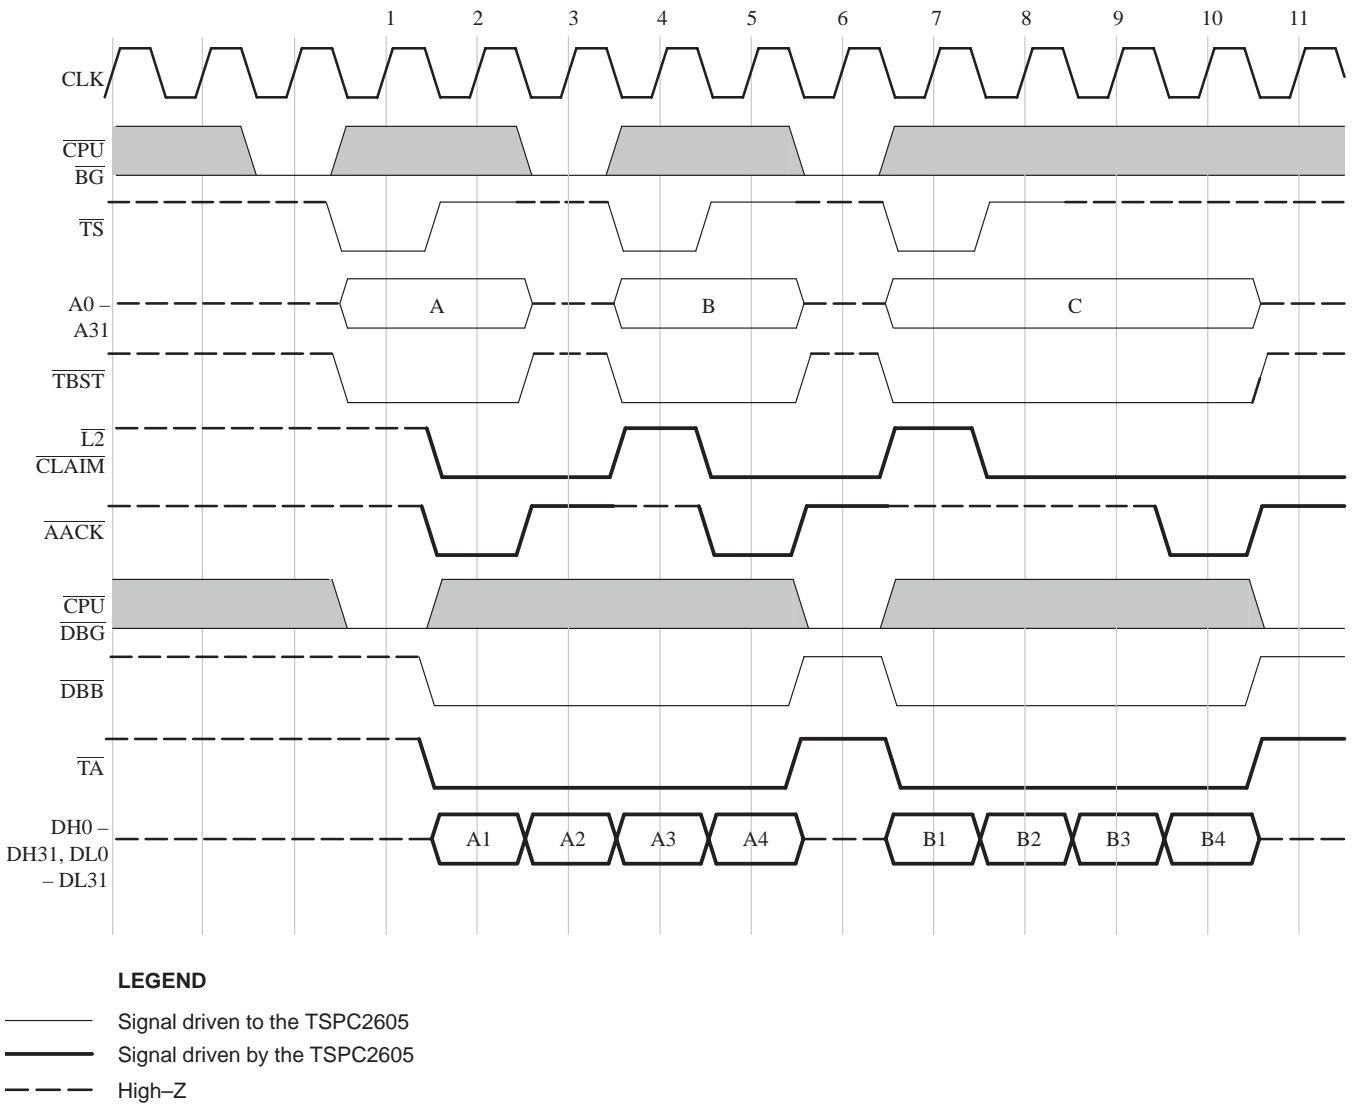 1 2 3 4 5 6 7 8 9 10 11
CLK
CPU
BG
TS
A0 –
A31
A B C
TBST
L2
CLAIM
AACK
CPU
DBG
DBB
TA
DH0 –
DH31, DL0
– DL31
A1 A2 A3 A4 B1 B2 B3 B4
LEGEND
Signal driven to the TSPC2605
Signal driven by the TSPC2605
High–Z